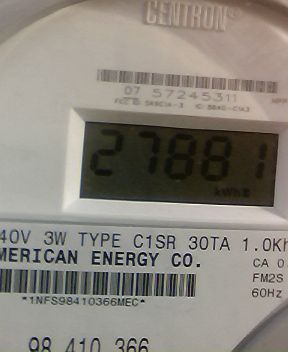 CENTRON®
07 57245311
27881
kWh
40V 3W TYPE C1SR 30TA 1.0Kh
MERICAN ENERGY CO.
CA 0
FM2S
*1NFS98410366MEC*
60Hz
98 410 366